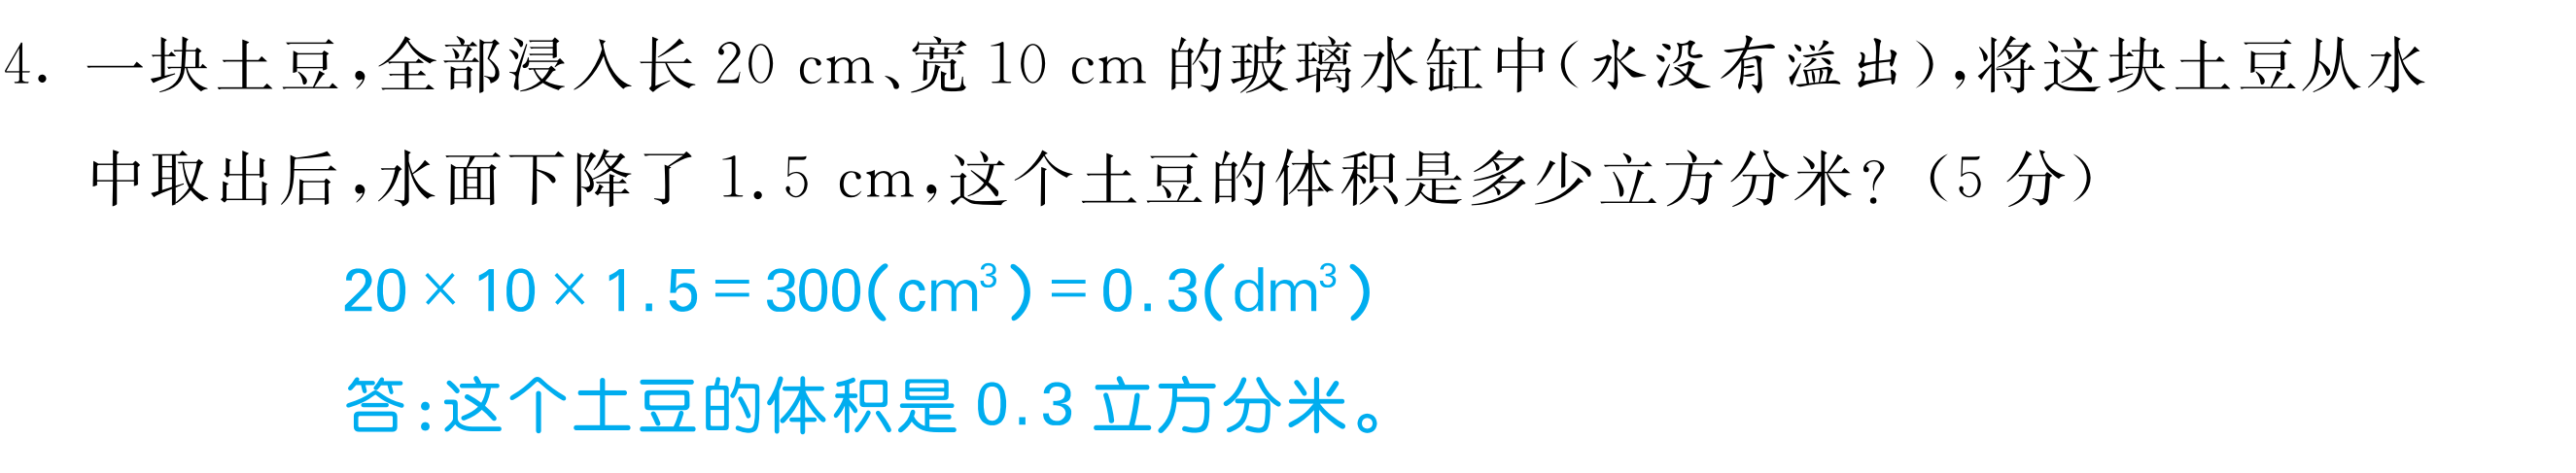 4. 一块土豆,全部浸入长 20 cm、宽 10 cm 的玻璃水缸中(水没有溢出),将这块土豆从水
中取出后,水面下降了 1.5 cm,这个土豆的体积是多少立方分米?(5 分)
20×10×1.5=300(cm³)=0.3(dm³)
答:这个土豆的体积是 0.3 立方分米。